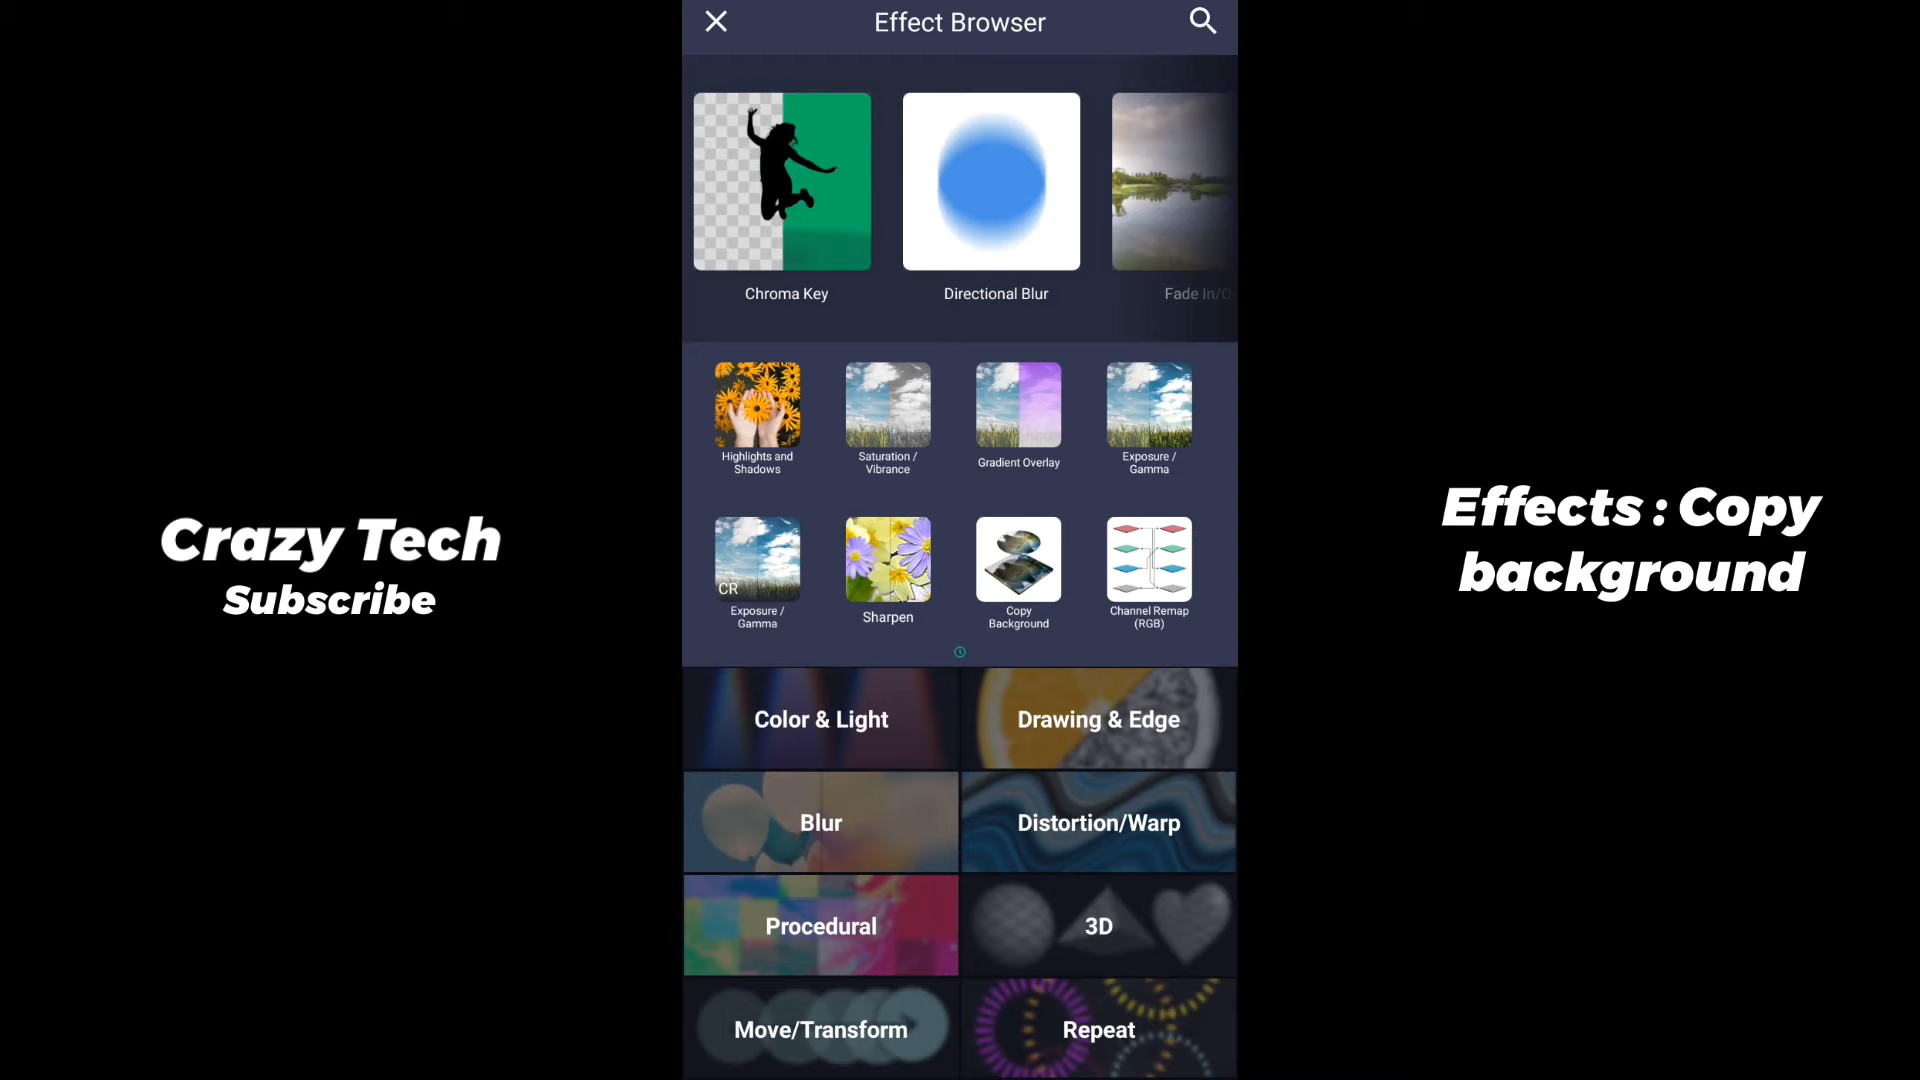 Effect Browser
Chroma Key
Directional Blur
Fade In/O
Highlights and
Shadows
Saturation /
Vibrance
Gradient Overlay
Exposure /
Gamma
CR
Exposure /
Gamma
Sharpen
Copy
Background
Channel Remap
(RGB)
Color & Light
Drawing & Edge
Blur
Distortion/Warp
Procedural
3D
Move/Transform
Repeat
Crazy Tech
Subscribe
Effects : Copy
background